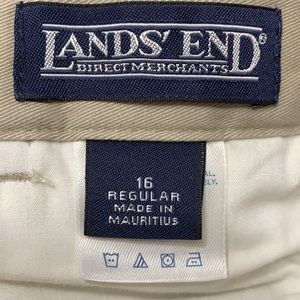 LANDS' END®
DIRECT MERCHANTS
16
REGULAR
MADE IN
MAURITIUS